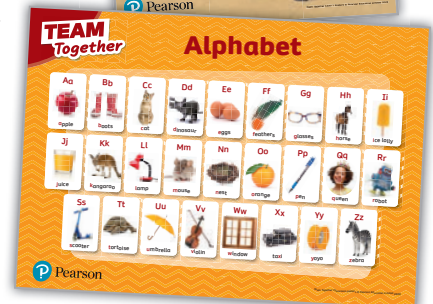 Pearson
TEAM
Together
Alphabet
Aa Bb Cc Dd Ee Ff Gg Hh Ii
apple boots cat dinosaur eggs feathers glasses horse ice lolly
Jj Kk Ll Mm Nn Oo Pp Qq Rr
juice kangaroo lamp mouse nest orange pen queen robot
Ss Tt Uu Vv Ww Xx Yy Zz
scooter tortoise umbrella violin window taxi yoyo zebra
Pearson